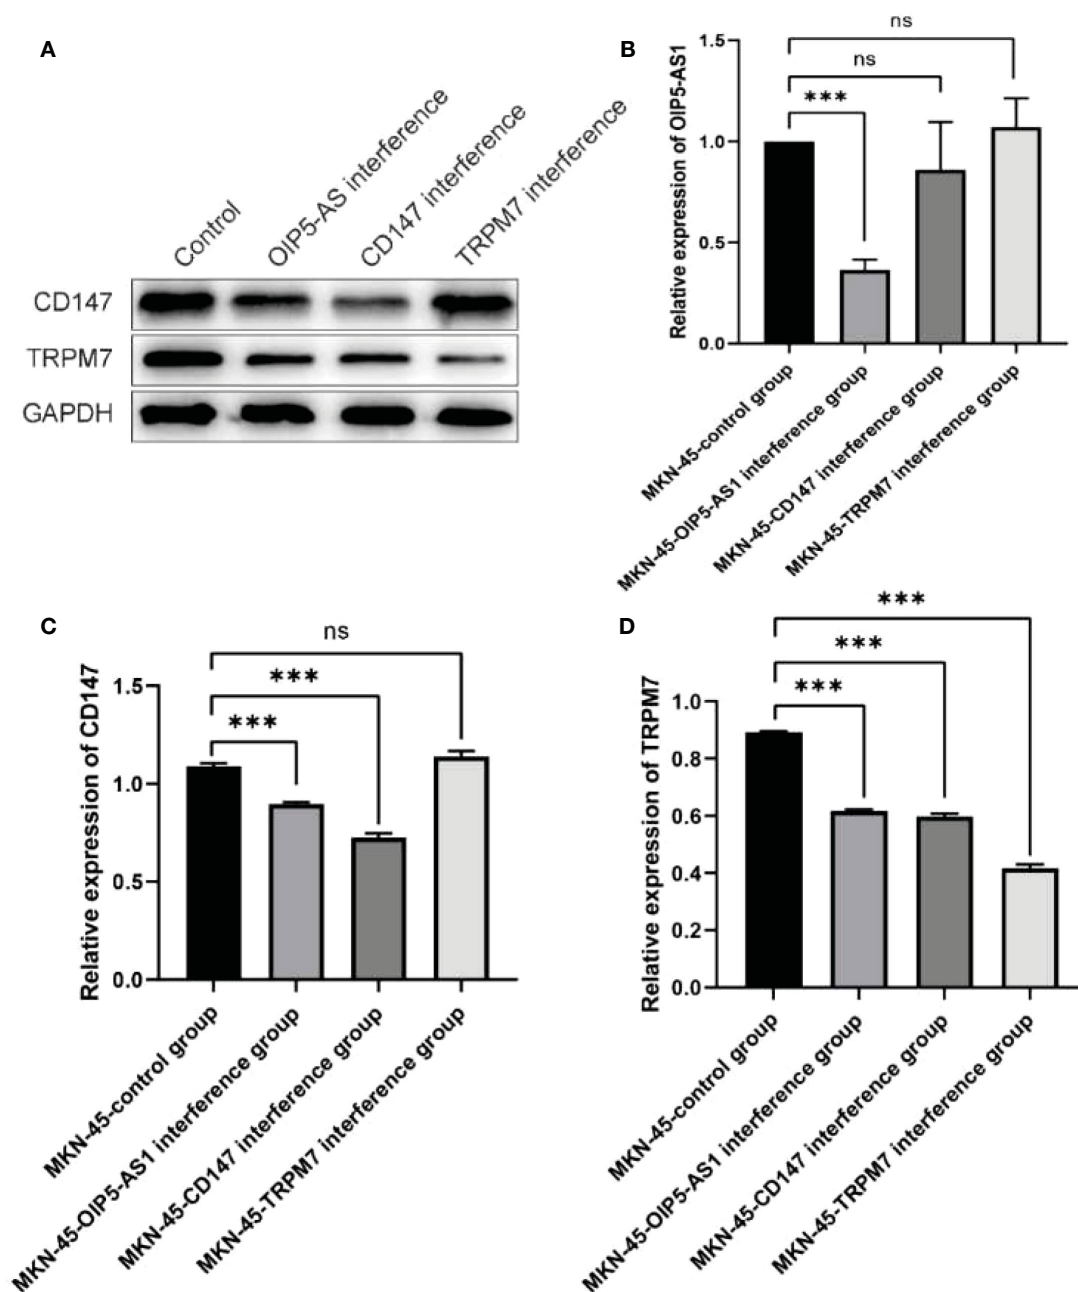 A
Control
OIP5-AS interference
CD147 interference
TRPM7 interference
CD147
TRPM7
GAPDH
B
Relative expression of OIP5-AS1
1.5
1.0
0.5
0.0
ns
ns
***
MKN-45-control group
MKN-45-OIP5-AS1 interference group
MKN-45-CD147 interference group
MKN-45-TRPM7 interference group
C
Relative expression of CD147
1.5
1.0
0.5
0.0
ns
***
***
MKN-45-control group
MKN-45-OIP5-AS1 interference group
MKN-45-CD147 interference group
MKN-45-TRPM7 interference group
D
Relative expression of TRPM7
1.0
0.8
0.6
0.4
0.2
0.0
***
***
***
MKN-45-control group
MKN-45-OIP5-AS1 interference group
MKN-45-CD147 interference group
MKN-45-TRPM7 interference group